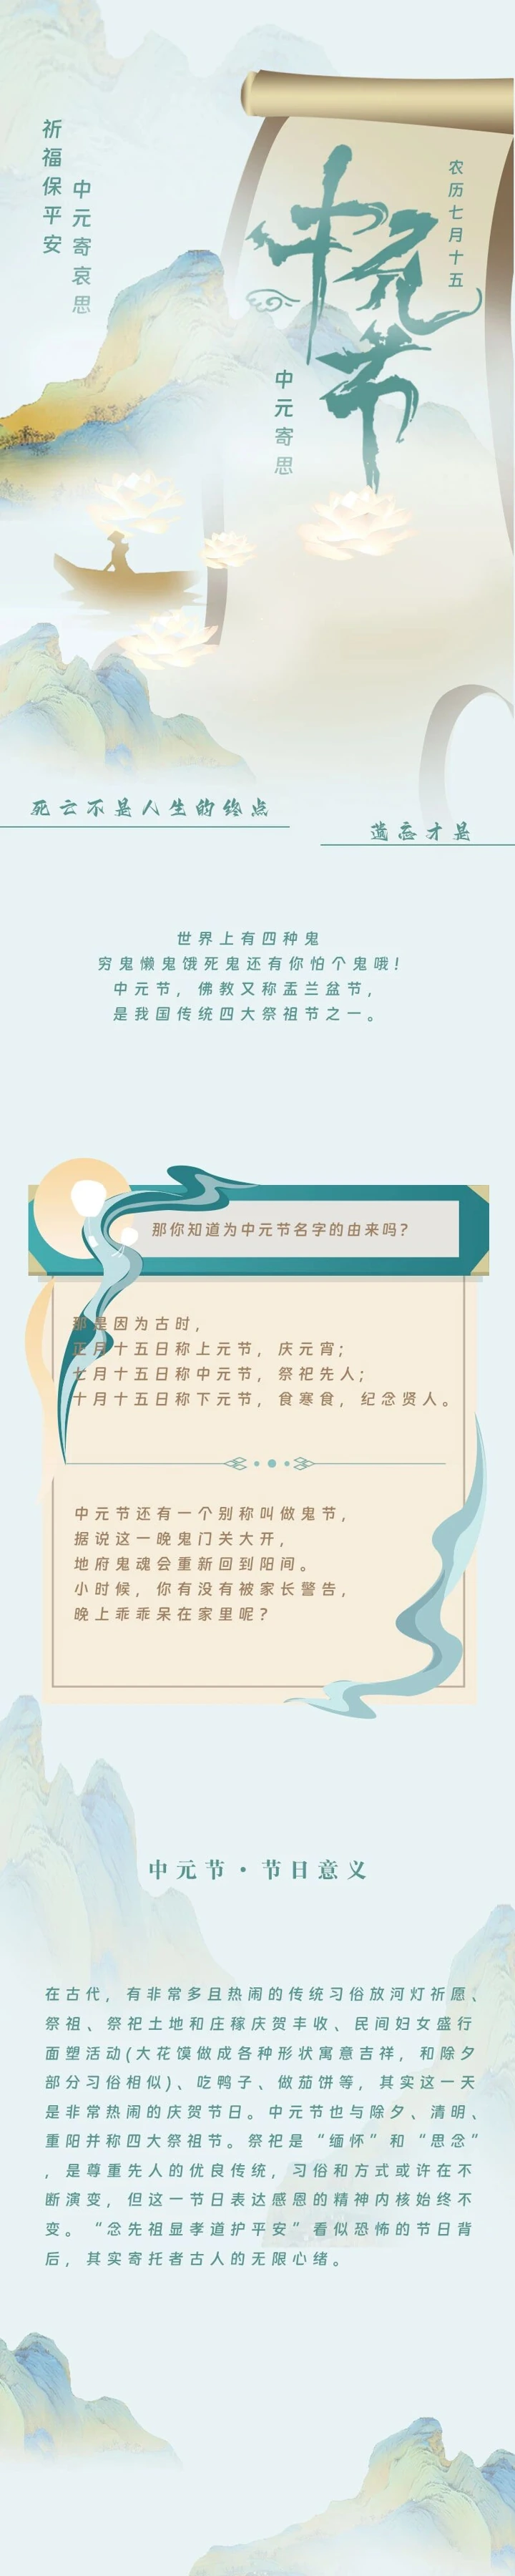 祈福保平安
中元寄哀思
农历七月十五
中元节
中元寄思
死亡不是人生的终点
遗忘才是
世界上有四种鬼
穷鬼懒鬼饿死鬼还有你怕个鬼哦!
中元节,佛教又称盂兰盆节,
是我国传统四大祭祖节之一。
那你知道为中元节名字的由来吗?
那是因为古时,
正月十五日称上元节,庆元宵;
七月十五日称中元节,祭祀先人;
十月十五日称下元节,食寒食,纪念贤人。
中元节还有一个别称叫做鬼节,
据说这一晚鬼门关大开,
地府鬼魂会重新回到阳间。
小时候,你有没有被家长警告,
晚上乖乖呆在家里呢?
中元节·节日意义
在古代,有非常多且热闹的传统习俗放河灯祈愿、
祭祖、祭祀土地和庄稼庆贺丰收、民间妇女盛行
面塑活动(大花馍做成各种形状寓意吉祥,和除夕
部分习俗相似)、吃鸭子、做茄饼等,其实这一天
是非常热闹的庆贺节日。中元节也与除夕、清明、
重阳并称四大祭祖节。祭祀是“缅怀”和“思念”
,是尊重先人的优良传统,习俗和方式或许在不
断演变,但这一节日表达感恩的精神内核始终不
变。“念先祖显孝道护平安”看似恐怖的节日背
后,其实寄托者古人的无限心绪。